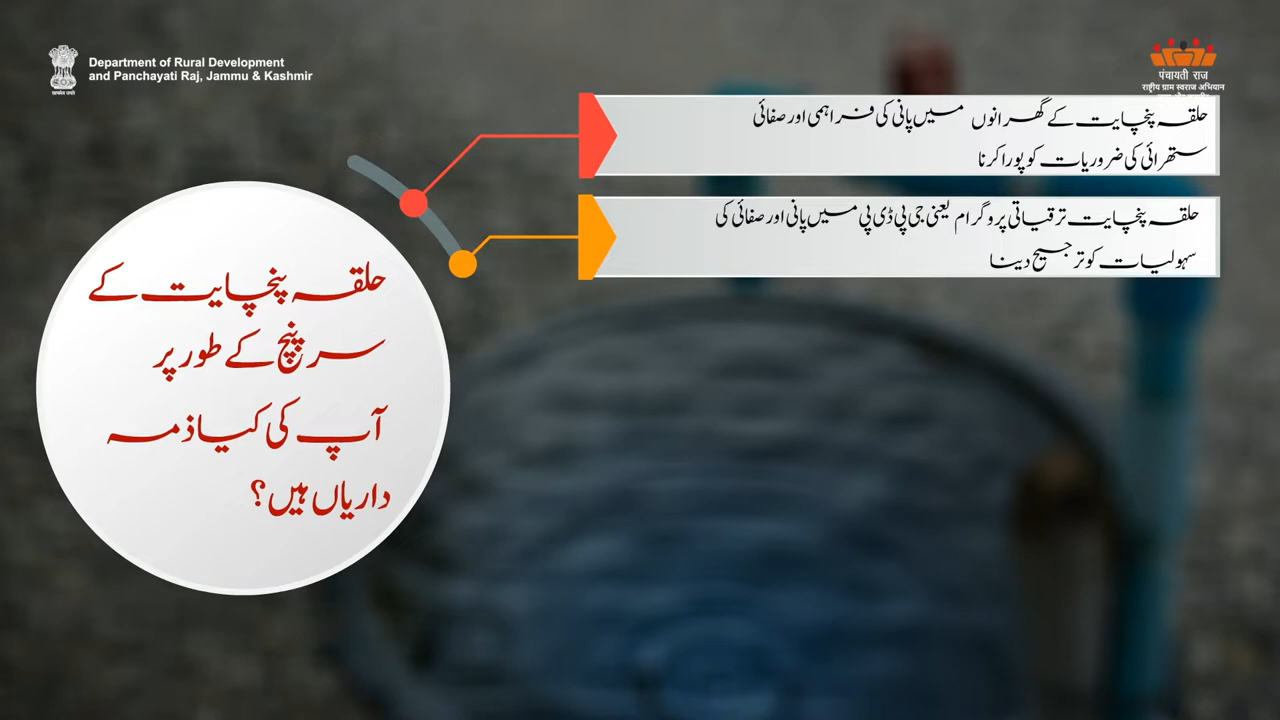 Department of Rural Development
and Panchayati Raj, Jammu & Kashmir
पंचायती राज
राष्ट्रीय ग्राम स्वराज अभियान
حلقہ پنچایت کے گھرانوں میں پانی کی فراہمی اور صفائی
ستھرائی کی ضروریات کو پورا کرنا
حلقہ پنچایت ترقیاتی پروگرام یعنی جی پی ڈی پی میں پانی اور صفائی کی
سہولیات کو ترجیح دینا
حلقہ پنچایت کے
سرپنچ کے طور پر
آپ کی کیا ذمہ
داریاں ہیں؟